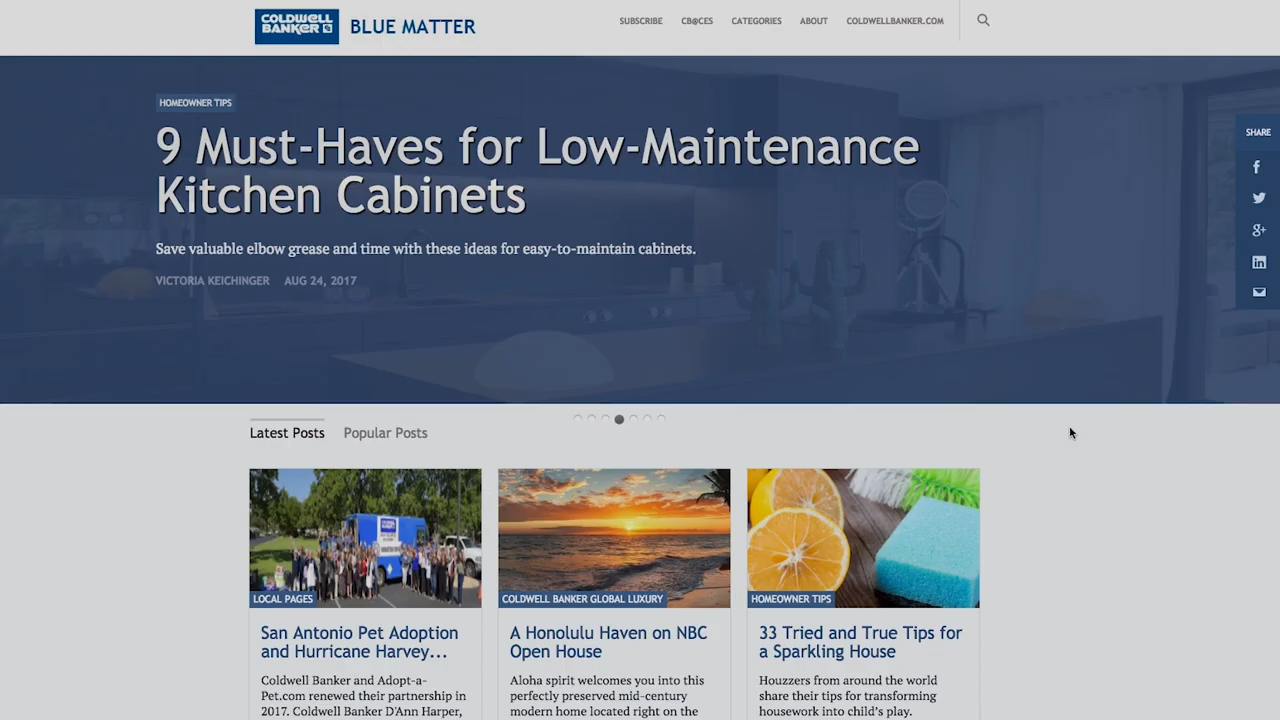 COLDWELL
BANKER
BLUE MATTER
SUBSCRIBE
CB@CES
CATEGORIES
ABOUT
COLDWELLBANKER.COM
HOMEOWNER TIPS
9 Must-Haves for Low-Maintenance
Kitchen Cabinets
Save valuable elbow grease and time with these ideas for easy-to-maintain cabinets.
VICTORIA KEICHINGER AUG 24, 2017
SHARE
Latest Posts
Popular Posts
LOCAL PAGES
San Antonio Pet Adoption
and Hurricane Harvey...
Coldwell Banker and Adopt-a-
Pet.com renewed their partnership in
2017. Coldwell Banker D'Ann Harper,
COLDWELL BANKER GLOBAL LUXURY
A Honolulu Haven on NBC
Open House
Aloha spirit welcomes you into this
perfectly preserved mid-century
modern home located right on the
HOMEOWNER TIPS
33 Tried and True Tips for
a Sparkling House
Houzzers from around the world
share their tips for transforming
housework into child's play.